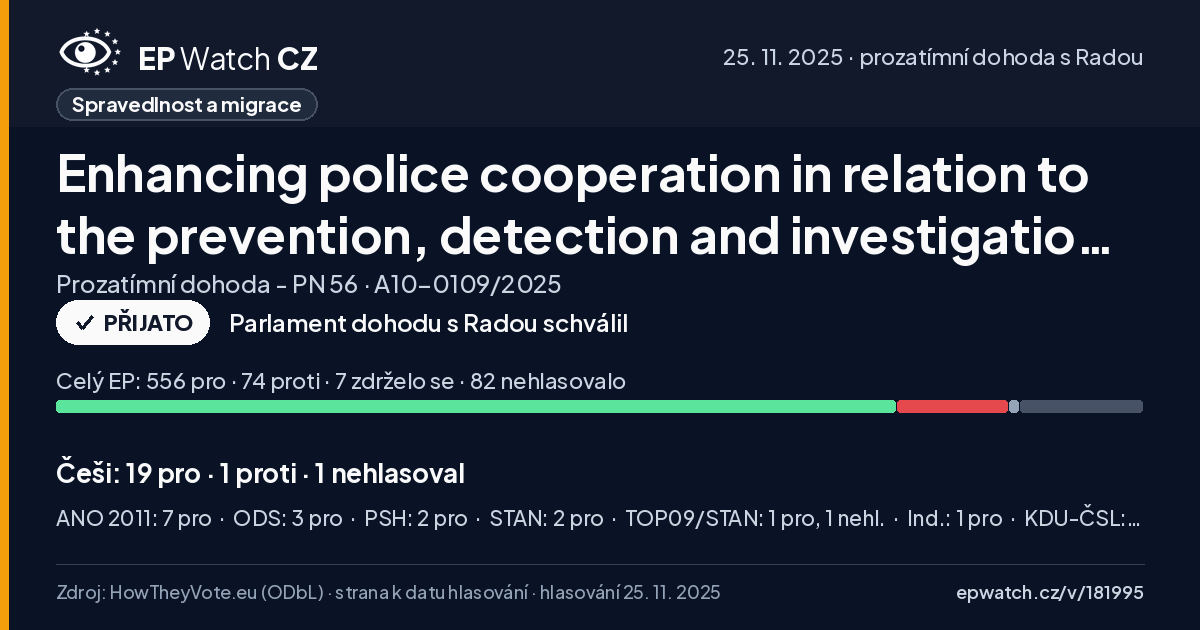 EP Watch CZ
25. 11. 2025 · prozatímní dohoda s Radou
Spravedlnost a migrace
Enhancing police cooperation in relation to
the prevention, detection and investigatio…
Prozatímní dohoda - PN 56 · A10–0109/2025
✓ PŘIJATO
Parlament dohodu s Radou schválil
Celý EP: 556 pro · 74 proti · 7 zdrželo se · 82 nehlasovalo
Češi: 19 pro · 1 proti · 1 nehlasoval
ANO 2011: 7 pro · ODS: 3 pro · PSH: 2 pro · STAN: 2 pro · TOP09/STAN: 1 pro, 1 nehl. · Ind.: 1 pro · KDU-ČSL:…
Zdroj: HowTheyVote.eu (ODbL) · strana k datu hlasování · hlasování 25. 11. 2025
epwatch.cz/v/181995